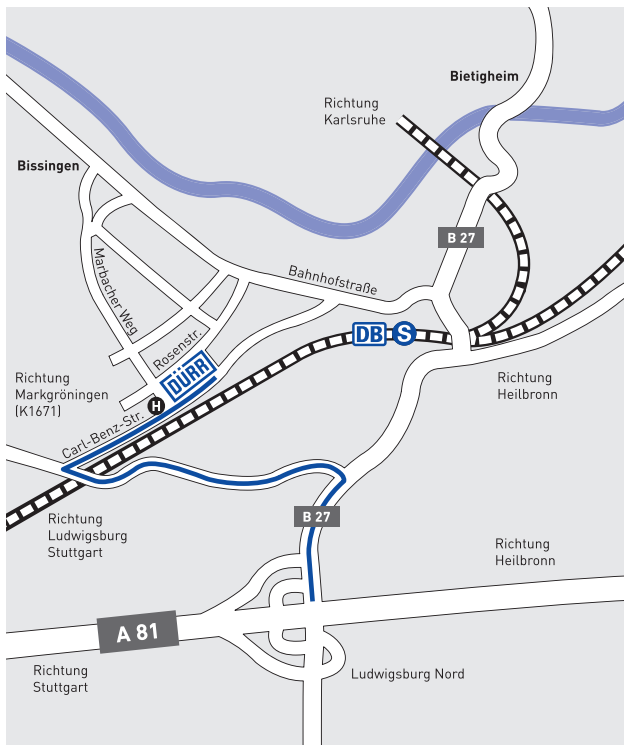 Bietigheim
Richtung
Karlsruhe
Bissingen
B 27
Bahnhofstraße
Marbacher Weg
Rosenstr.
DB S
DÜRR
Richtung
Markgröningen
(K1671)
H
Richtung
Heilbronn
Carl-Benz-Str.
Richtung
Ludwigsburg
Stuttgart
B 27
Richtung
Heilbronn
A 81
Richtung
Stuttgart
Ludwigsburg Nord